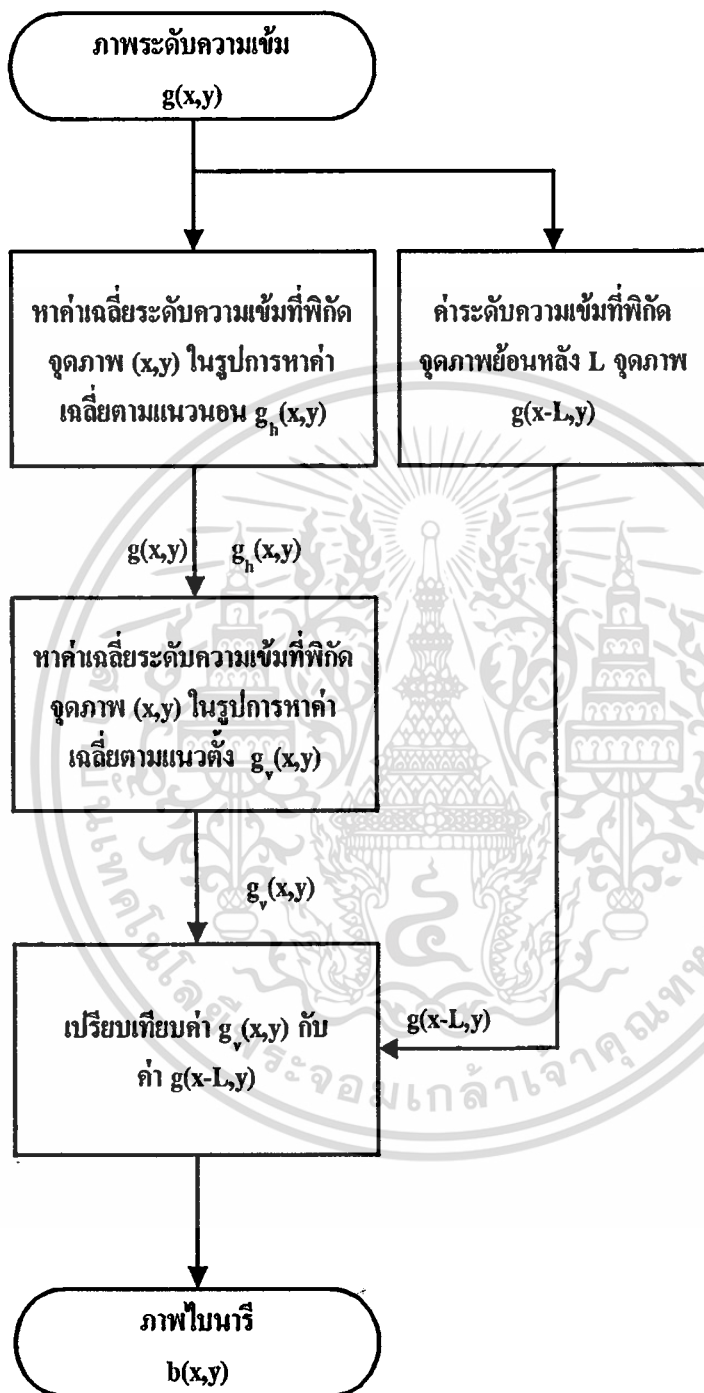 ภาพระดับความเข้ม
g(x,y)
หาค่าเฉลี่ยระดับความเข้มที่พิกัด
จุดภาพ (x,y) ในรูปการหาค่า
เฉลี่ยตามแนวนอน g_h(x,y)
ค่าระดับความเข้มที่พิกัด
จุดภาพย้อนหลัง L จุดภาพ
g(x-L,y)
g(x,y) g_h(x,y)
หาค่าเฉลี่ยระดับความเข้มที่พิกัด
จุดภาพ (x,y) ในรูปการหาค่า
เฉลี่ยตามแนวตั้ง g_v(x,y)
g_v(x,y)
g(x-L,y)
เปรียบเทียบค่า g_v(x,y) กับ
ค่า g(x-L,y)
ภาพไบนารี
b(x,y)